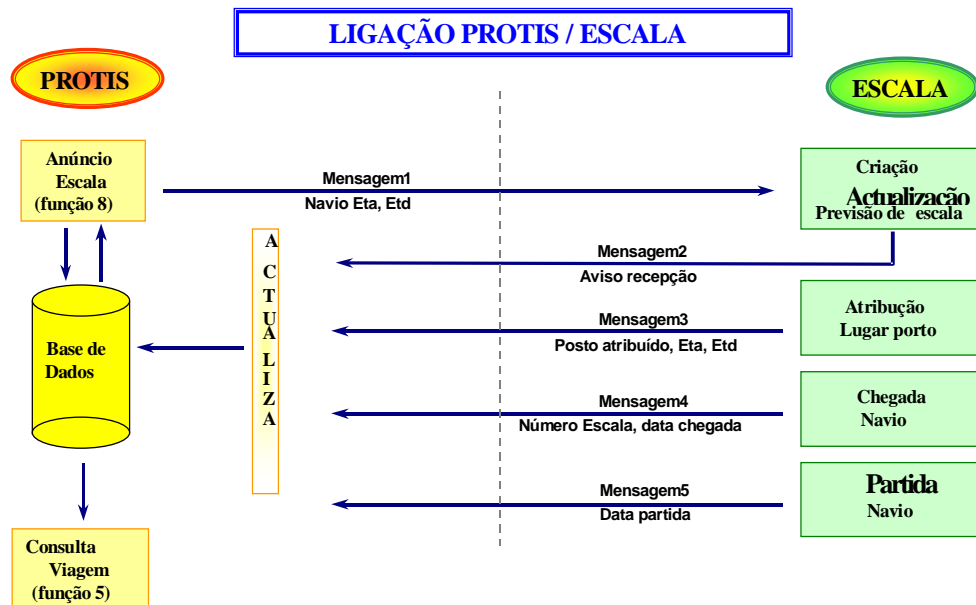 LIGAÇÃO PROTIS / ESCALA
PROTIS
ESCALA
Anúncio
Escala
(função 8)
Mensagem1
Navio Eta, Etd
Criação
Actualização
Previsão de escala
Mensagem2
Aviso recepção
ACTUALIZA
Base de
Dados
Mensagem3
Posto atribuído, Eta, Etd
Atribução
Lugar porto
Mensagem4
Número Escala, data chegada
Chegada
Navio
Mensagem5
Data partida
Partida
Navio
Consulta
Viagem
(função 5)